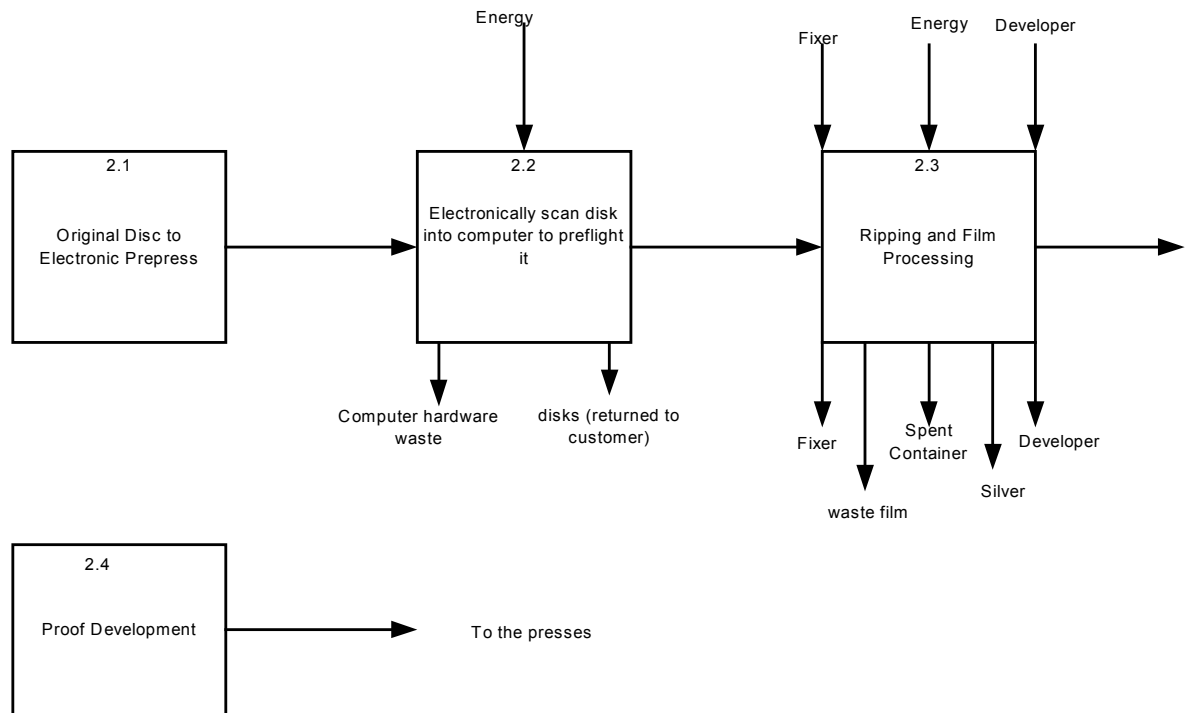 Energy
Fixer
Energy
Developer
2.1
Original Disc to
Electronic Prepress
2.2
Electronically scan disk
into computer to preflight
it
2.3
Ripping and Film
Processing
Computer hardware
waste
disks (returned to
customer)
Fixer
waste film
Spent
Container
Silver
Developer
2.4
Proof Development
To the presses